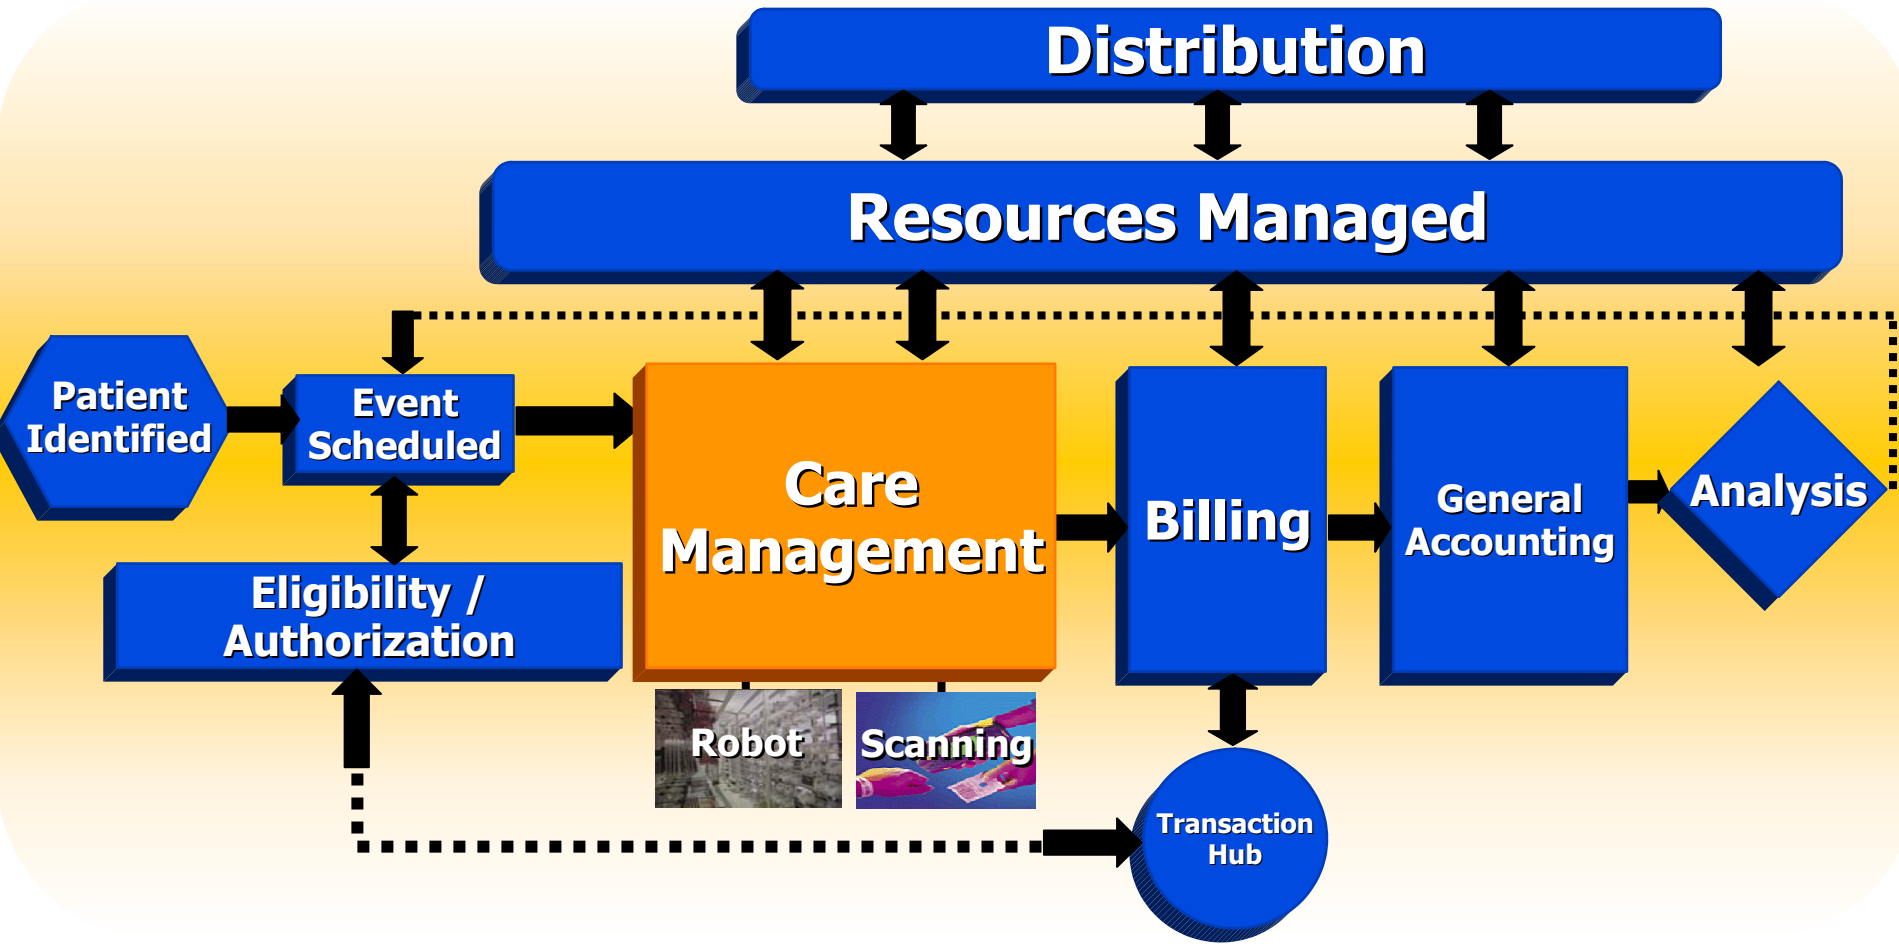 Distribution
Resources Managed
Patient
Identified
Event
Scheduled
Care
Management
Billing
General
Accounting
Analysis
Eligibility /
Authorization
Robot
Scanning
Transaction
Hub